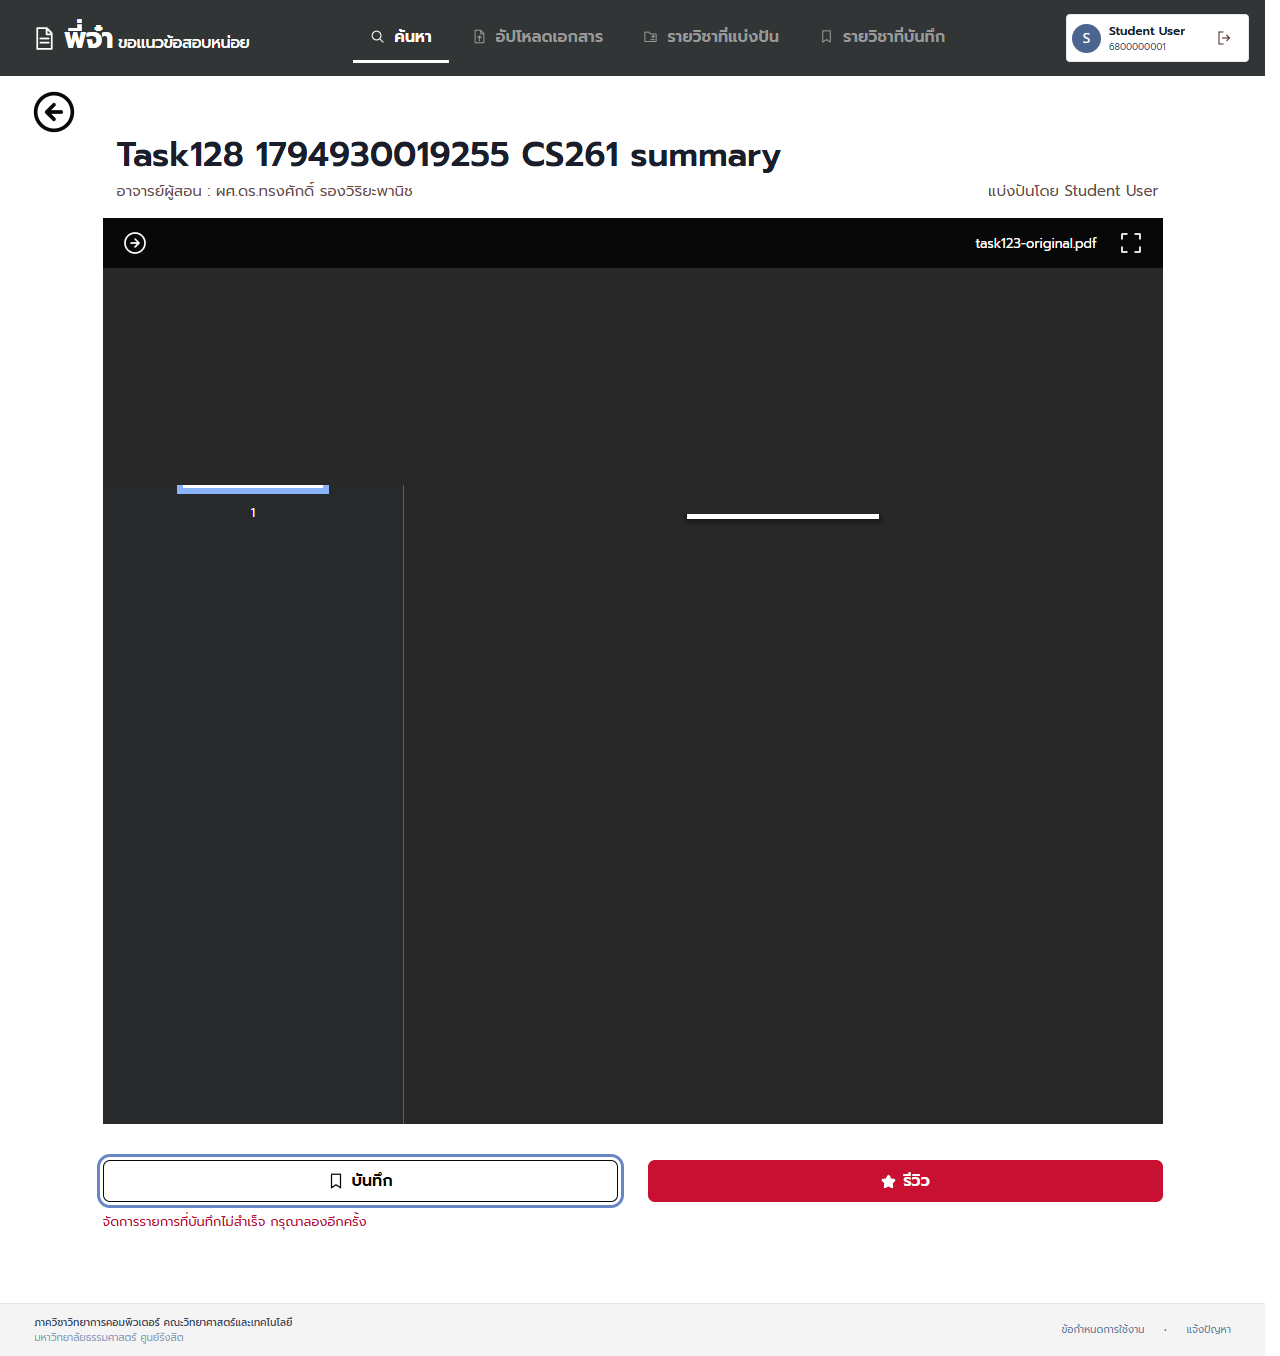 พี่จ๋า ขอแนวข้อสอบหน่อย
ค้นหา
อัปโหลดเอกสาร
รายวิชาที่แบ่งปัน
รายวิชาที่บันทึก
S
Student User
6800000001
Task128 1794930019255 CS261 summary
อาจารย์ผู้สอน : ผศ.ดร.ทรงศักดิ์ รองวิริยะพานิช
แบ่งปันโดย Student User
task123-original.pdf
1
บันทึก
รีวิว
จัดการรายการที่บันทึกไม่สำเร็จ กรุณาลองอีกครั้ง
ภาควิชาวิทยาการคอมพิวเตอร์ คณะวิทยาศาสตร์และเทคโนโลยี
มหาวิทยาลัยธรรมศาสตร์ ศูนย์รังสิต
ข้อกำหนดการใช้งาน • แจ้งปัญหา